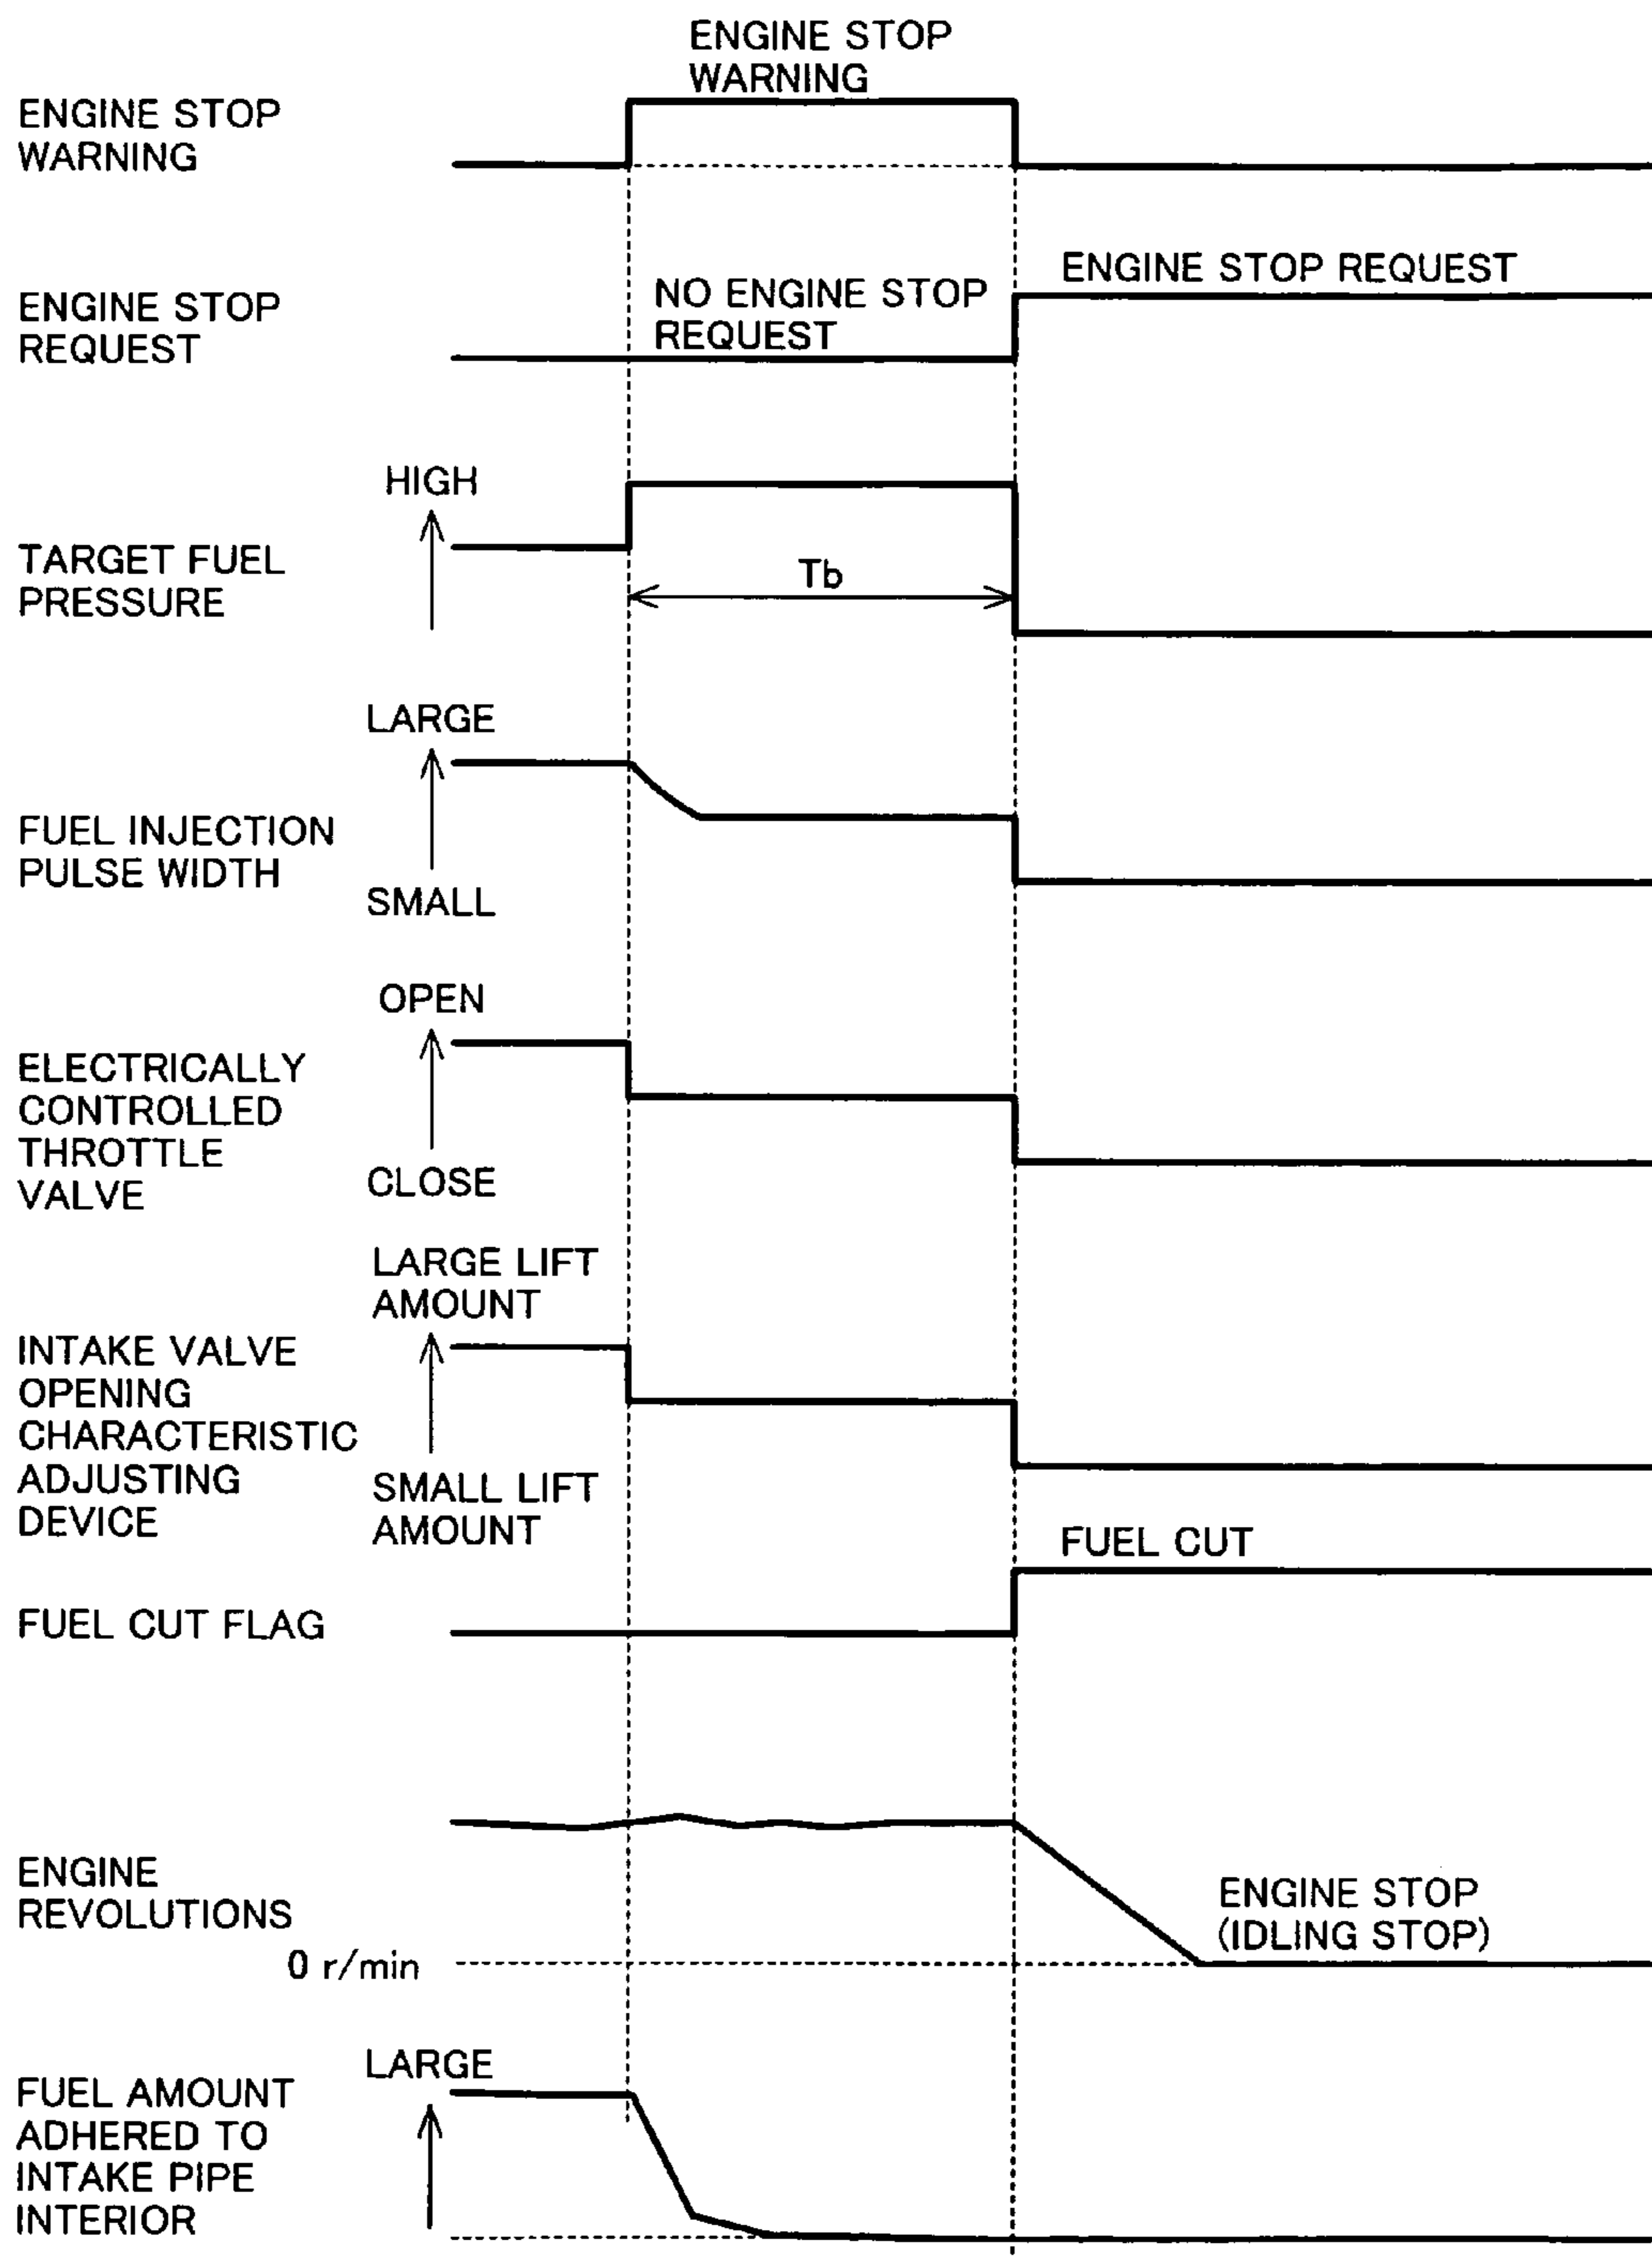 ENGINE STOP
WARNING
ENGINE STOP
WARNING
ENGINE STOP REQUEST
NO ENGINE STOP
REQUEST
ENGINE STOP
REQUEST
HIGH
TARGET FUEL
PRESSURE
Tb
LARGE
FUEL INJECTION
PULSE WIDTH
SMALL
OPEN
ELECTRICALLY
CONTROLLED
THROTTLE
VALVE
CLOSE
LARGE LIFT
AMOUNT
INTAKE VALVE
OPENING
CHARACTERISTIC
ADJUSTING
DEVICE
SMALL LIFT
AMOUNT
FUEL CUT
FUEL CUT FLAG
ENGINE
REVOLUTIONS
ENGINE STOP
(IDLING STOP)
0 r/min
LARGE
FUEL AMOUNT
ADHERED TO
INTAKE PIPE
INTERIOR